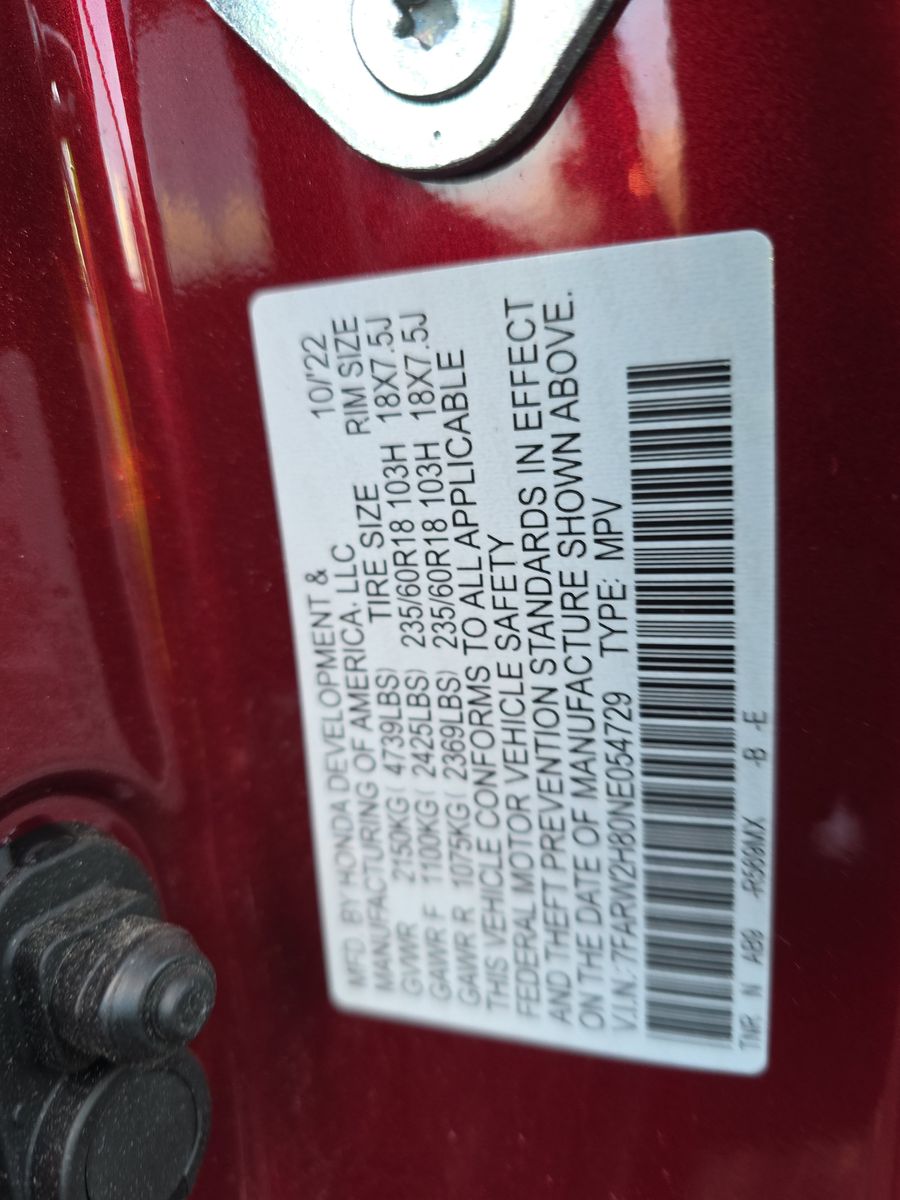 MFD. BY HONDA DEVELOPMENT & 10/'22
MANUFACTURING OF AMERICA, LLC
TIRE SIZE RIM SIZE
GVWR 2150KG( 4739LBS)
GAWR F 1100KG( 2425LBS) 235/60R18 103H 18X7.5J
GAWR R 1075KG( 2369LBS) 235/60R18 103H 18X7.5J
THIS VEHICLE CONFORMS TO ALL APPLICABLE
FEDERAL MOTOR VEHICLE SAFETY
AND THEFT PREVENTION STANDARDS IN EFFECT
ON THE DATE OF MANUFACTURE SHOWN ABOVE.
V.I.N.: 7FARW2H80NE054729 TYPE: MPV
TNR N AB0 -B -E